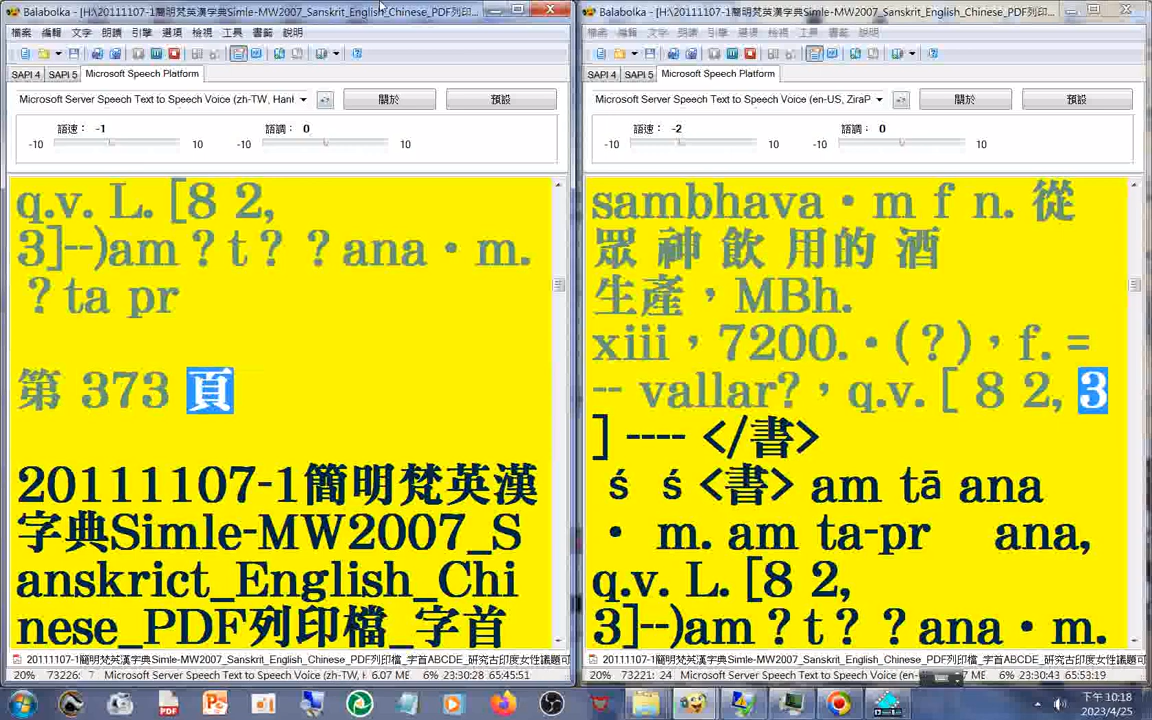 Balabolka - [H:\20111107-1簡明梵英漢字典Simle-MW2007_Sanskrit_English_Chinese_PDF列印...
檔案 編輯 文字 朗讀 引擎 選項 檢視 工具 書籤 說明
SAPI 4 SAPI 5 Microsoft Speech Platform
Microsoft Server Speech Text to Speech Voice (zh-TW, Hanl
關於
預設
語速： -1
語調： 0
-10 10 -10 10
q.v. L. [8 2,
3]--)am？t？？ana • m.
？ta pr
第 373 頁
20111107-1簡明梵英漢
字典Simle-MW2007_S
anskrict_English_Chi
nese_PDF列印檔_字首
20111107-1簡明梵英漢字典Simle-MW2007_Sanskrit_English_Chinese_PDF列印檔_字首ABCDE_研究古印度女性議題可
20% 73226: 7 Microsoft Server Speech Text to Speech Voice (zh-TW, 6.07 ME 6% 23:30:28 65:45:51
Balabolka - [H:\20111107-1簡明梵英漢字典Simle-MW2007_Sanskrit_English_Chinese_PDF列印...
檔案 編輯 文字 朗讀 引擎 選項 檢視 工具 書籤 說明
SAPI 4 SAPI 5 Microsoft Speech Platform
Microsoft Server Speech Text to Speech Voice (en-US, ZiraP
關於
預設
語速： -2
語調： 0
-10 10 -10 10
sambhava • m f n. 從
眾 神 飲 用的 酒
生產，MBh.
xiii，7200. • (？)，f. =
-- vallar?，q.v. [ 8 2, 3
] ---- </書>
ś ś <書> am tā ana
• m. am ta-pr ana,
q.v. L. [8 2,
3]--)am？t？？ana • m.
20111107-1簡明梵英漢字典Simle-MW2007_Sanskrit_English_Chinese_PDF列印檔_字首ABCDE_研究古印度女性議題可
20% 73221: 24 Microsoft Server Speech Text to Speech Voice 6% 23:30:43 65:53:19
下午 10:18
2023/4/25